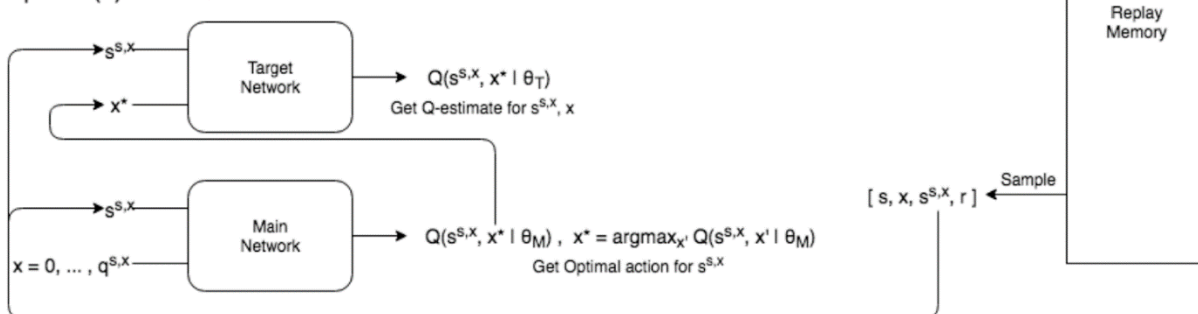 Replay
Memory
s^{s,x}
Target
Network
Q(s^{s,x}, x* | θ_T)
x*
Get Q-estimate for s^{s,x}, x
Sample
[ s, x, s^{s,x}, r ]
s^{s,x}
Main
Network
Q(s^{s,x}, x* | θ_M) , x* = argmax_{x'} Q(s^{s,x}, x' | θ_M)
x = 0, ... , q^{s,x}
Get Optimal action for s^{s,x}